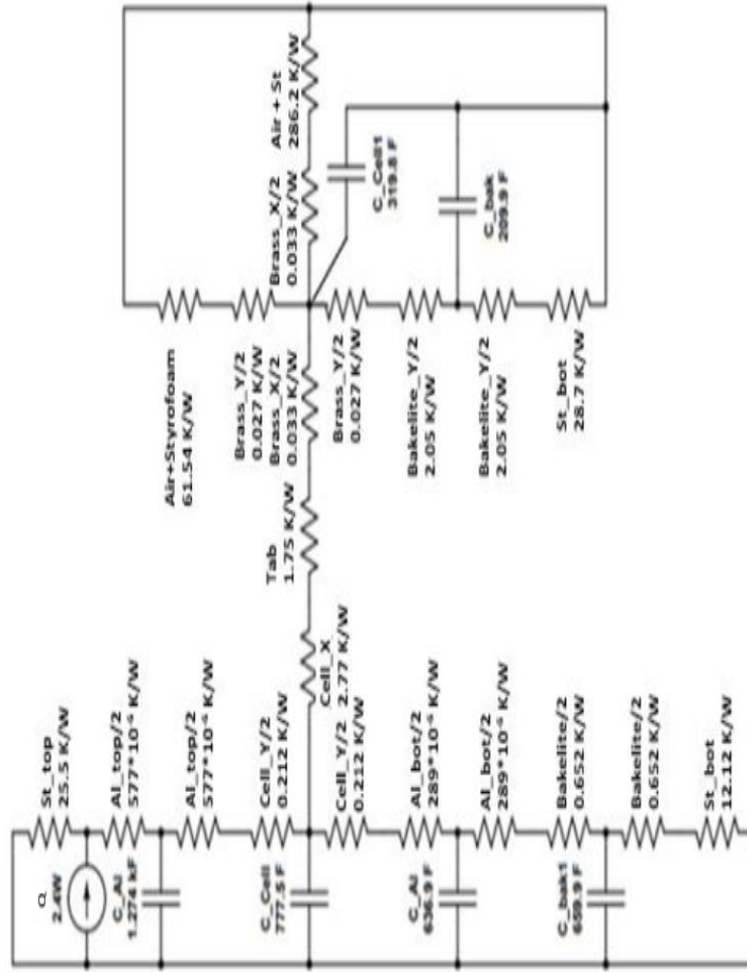 Air + St
286.2 K/W
Brass_X/2
0.033 K/W
C_Cell1
319.8 F
C_bak
209.9 F
Air+Styrofoam
61.54 K/W
Brass_Y/2
0.027 K/W
Brass_X/2
0.033 K/W
Brass_Y/2
0.027 K/W
Bakelite_Y/2
2.05 K/W
Bakelite_Y/2
2.05 K/W
St_bot
28.7 K/W
Tab
1.75 K/W
Cell_X
2.77 K/W
St_top
25.5 K/W
Al_top/2
577*10⁻⁶ K/W
Al_top/2
577*10⁻⁶ K/W
Cell_Y/2
0.212 K/W
Cell_Y/2
0.212 K/W
Al_bot/2
289*10⁻⁶ K/W
Al_bot/2
289*10⁻⁶ K/W
Bakelite/2
0.652 K/W
Bakelite/2
0.652 K/W
St_bot
12.12 K/W
Q
2.4W
C_Al
1.274 kF
C_Cell
777.5 F
C_Al
636.9 F
C_bak1
659.9 F